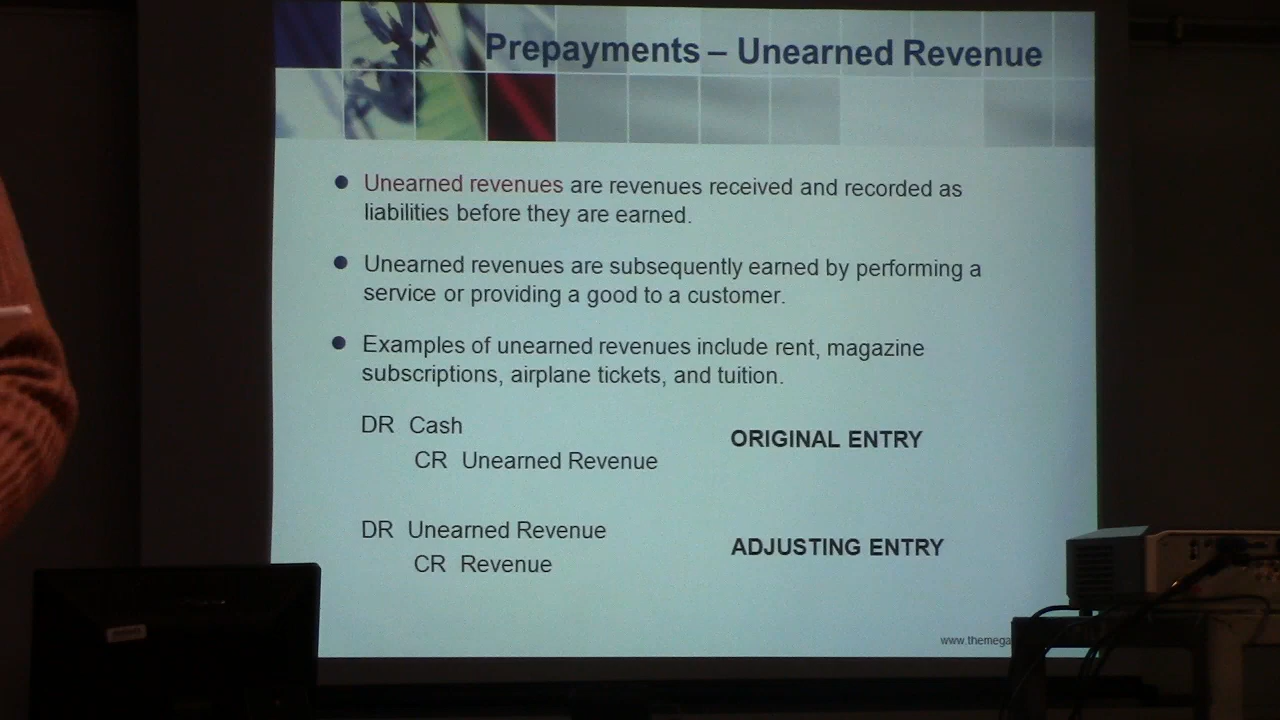 Prepayments – Unearned Revenue
Unearned revenues are revenues received and recorded as
liabilities before they are earned.
Unearned revenues are subsequently earned by performing a
service or providing a good to a customer.
Examples of unearned revenues include rent, magazine
subscriptions, airplane tickets, and tuition.
DR Cash
CR Unearned Revenue
ORIGINAL ENTRY
DR Unearned Revenue
CR Revenue
ADJUSTING ENTRY
www.themega